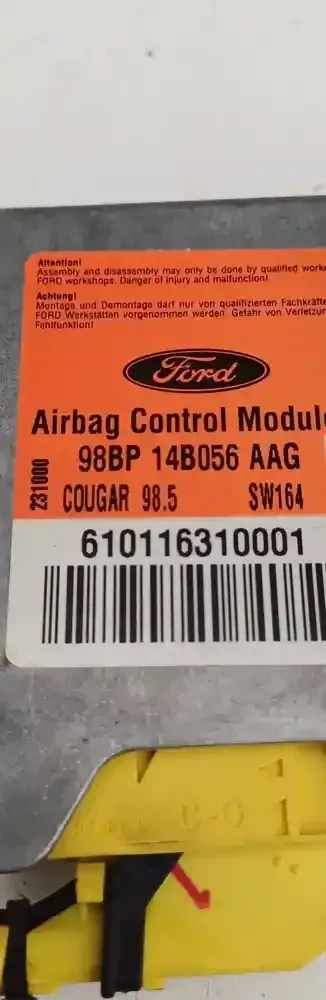 Attention!
Assembly and disassembly may only be done by qualified
FORD workshops. Danger of injury and malfunction!
Achtung!
Montage und Demontage darf nur von qualifizierten Fachkräfte
FORD Werkstätten vorgenommen werden. Gefahr von
Fehlfunktion!
Ford
Airbag Control Module
98BP 14B056 AAG
231000
COUGAR 98.5 SW164
610116310001
C-0